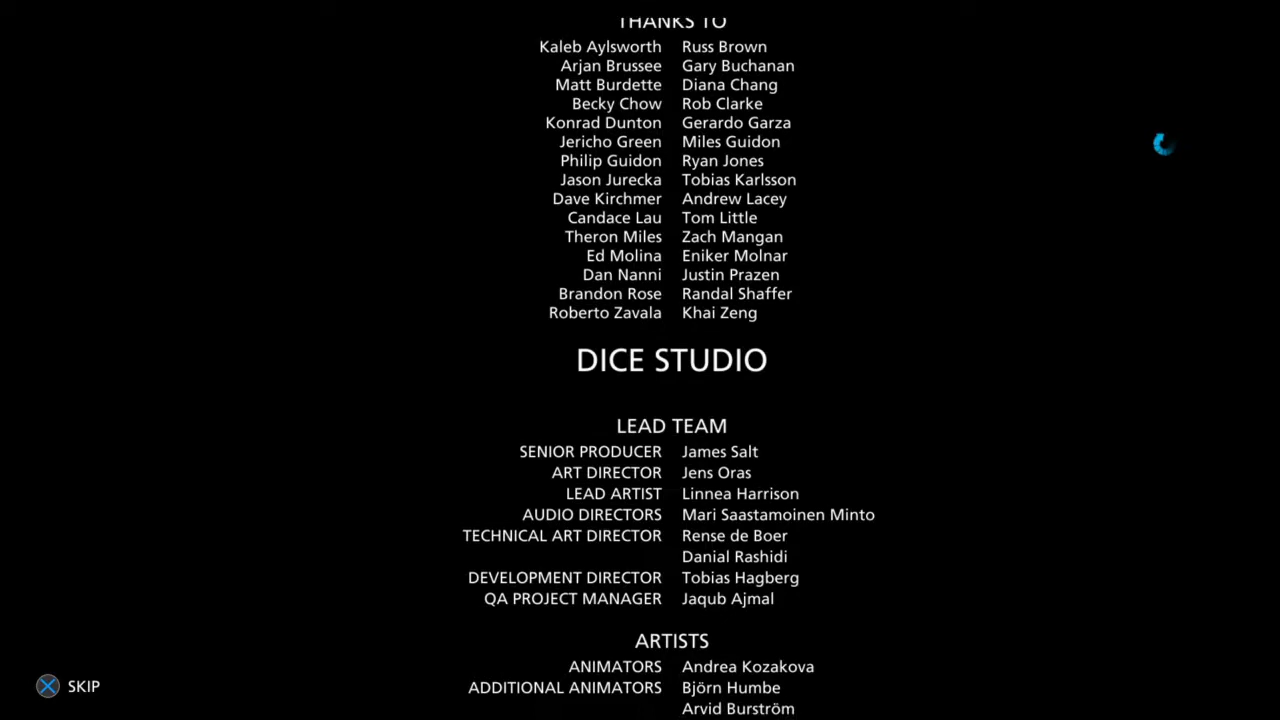 THANKS TO
Kaleb Aylsworth Russ Brown
Arjan Brussee Gary Buchanan
Matt Burdette Diana Chang
Becky Chow Rob Clarke
Konrad Dunton Gerardo Garza
Jericho Green Miles Guidon
Philip Guidon Ryan Jones
Jason Jurecka Tobias Karlsson
Dave Kirchmer Andrew Lacey
Candace Lau Tom Little
Theron Miles Zach Mangan
Ed Molina Eniker Molnar
Dan Nanni Justin Prazen
Brandon Rose Randal Shaffer
Roberto Zavala Khai Zeng
DICE STUDIO
LEAD TEAM
SENIOR PRODUCER James Salt
ART DIRECTOR Jens Oras
LEAD ARTIST Linnea Harrison
AUDIO DIRECTORS Mari Saastamoinen Minto
TECHNICAL ART DIRECTOR Rense de Boer
Danial Rashidi
DEVELOPMENT DIRECTOR Tobias Hagberg
QA PROJECT MANAGER Jaqub Ajmal
ARTISTS
ANIMATORS Andrea Kozakova
ADDITIONAL ANIMATORS Björn Humbe
Arvid Burström
SKIP